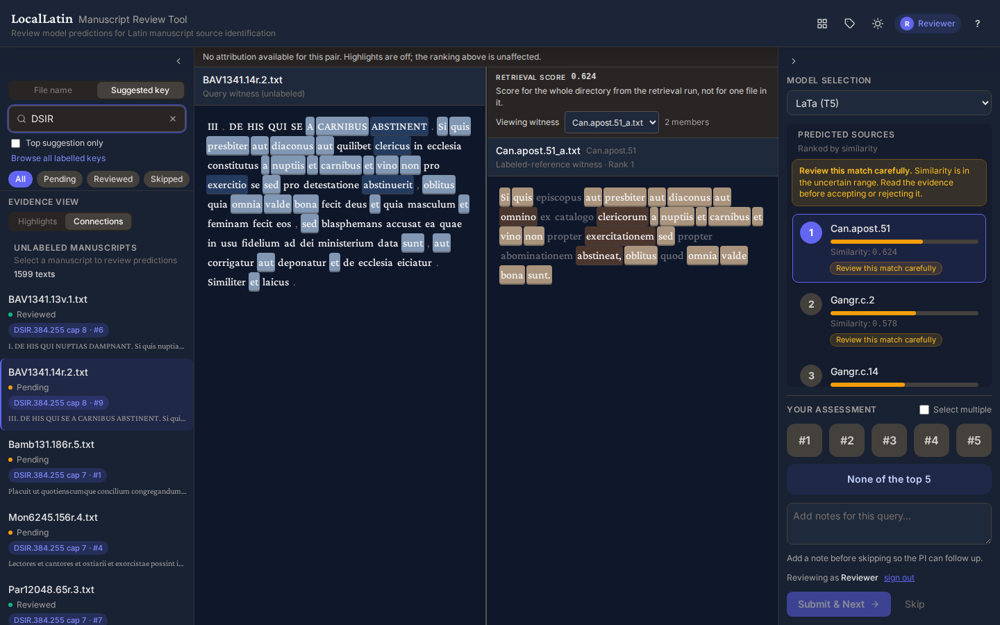 LocalLatin Manuscript Review Tool
Review model predictions for Latin manuscript source identification
R Reviewer ?
File name Suggested key
DSIR
Top suggestion only
Browse all labelled keys
All Pending Reviewed Skipped
EVIDENCE VIEW
Highlights Connections
UNLABELED MANUSCRIPTS
Select a manuscript to review predictions
1599 texts
BAV1341.13v.1.txt
Reviewed
DSIR.384.255 cap 8 · #6
I. DE HIS QUI NUPTIAS DAMPNANT. Si quis nuptia...
BAV1341.14r.2.txt
Pending
DSIR.384.255 cap 8 · #9
III. DE HIS QUI SE A CARNIBUS ABSTINENT. Si qui...
Bamb131.186r.5.txt
Pending
DSIR.384.255 cap 7 · #1
Placuit ut quotienscumque concilium congregandum...
Mon6245.156r.4.txt
Pending
DSIR.384.255 cap 7 · #4
Lectores et cantores et ostiarii et exorcistae possint i...
Par12048.65r.3.txt
Reviewed
DSIR.384.255 cap 7 · #7
No attribution available for this pair. Highlights are off; the ranking above is unaffected.
BAV1341.14r.2.txt
Query witness (unlabeled)
III . DE HIS QUI SE A CARNIBUS ABSTINENT . Si quis
presbiter aut diaconus aut quilibet clericus in ecclesia
constitutus a nuptiis et carnibus et vino non pro
exercitio se sed pro detestatione abstinuerit , oblitus
quia omnia valde bona fecit deus et quia masculum et
feminam fecit eos , sed blasphemans accusat ea quae
in usu fidelium ad dei ministerium data sunt , aut
corrigatur aut deponatur et de ecclesia eiciatur .
Similiter et laicus .
RETRIEVAL SCORE 0.624
Score for the whole directory from the retrieval run, not for one file in
it.
Viewing witness Can.apost.51_a.txt 2 members
Can.apost.51_a.txt Can.apost.51
Labeled-reference witness · Rank 1
Si quis episcopus aut presbiter aut diaconus aut
omnino ex catalogo clericorum a nuptiis et carnibus et
vino non propter exercitationem sed propter
abominationem abstineat, oblitus quod omnia valde
bona sunt.
MODEL SELECTION
LaTa (T5)
PREDICTED SOURCES
Ranked by similarity
Review this match carefully. Similarity is in
the uncertain range. Read the evidence
before accepting or rejecting it.
1 Can.apost.51
Similarity: 0.624
Review this match carefully
2 Gangr.c.2
Similarity: 0.578
Review this match carefully
3 Gangr.c.14
YOUR ASSESSMENT Select multiple
#1 #2 #3 #4 #5
None of the top 5
Add notes for this query...
Add a note before skipping so the PI can follow up.
Reviewing as Reviewer sign out
Submit & Next → Skip